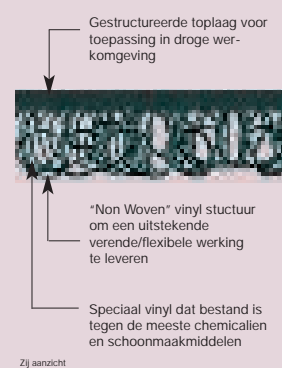 Gestructureerde toplaag voor
toepassing in droge wer-
komgeving
“Non Woven” vinyl stuctuur
om een uitstekende
verende/flexibele werking
te leveren
Speciaal vinyl dat bestand is
tegen de meeste chemicalien
en schoonmaakmiddelen
Zij aanzicht